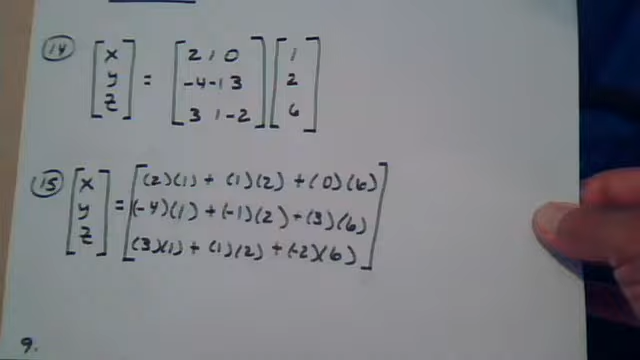 14 [x y z] = [2 1 0 -4 -1 3 3 1 -2] [1 2 6]
15 [x y z] = [(2)(1) + (1)(2) + (0)(6)
(-4)(1) + (-1)(2) + (3)(6)
(3)(1) + (1)(2) + (-2)(6)]
9.